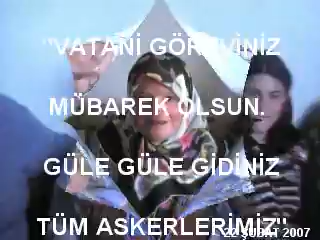 "VATANİ GÖREVİNİZ
MÜBAREK OLSUN.
GÜLE GÜLE GİDİNİZ
TÜM ASKERLERİMİZ"
22 ŞUBAT 2007